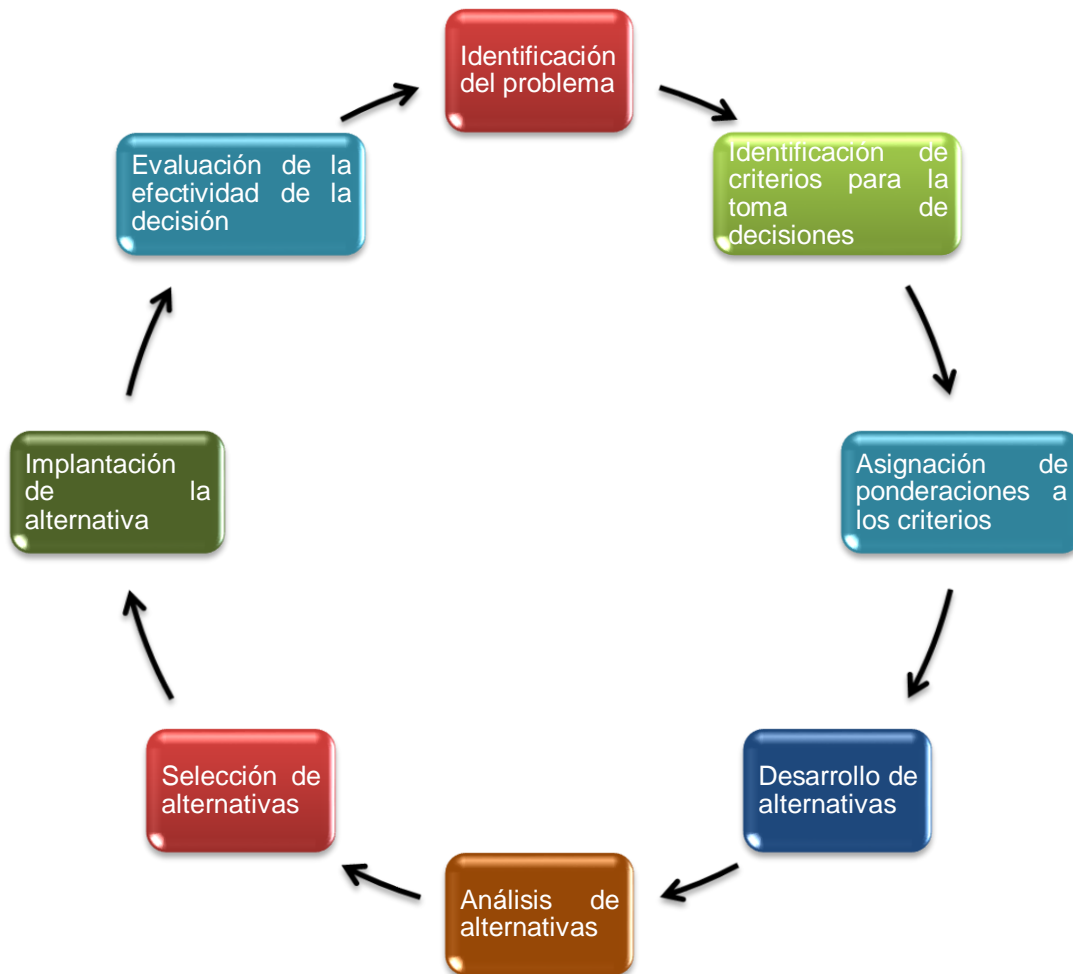 Identificación
del problema
Identificación de
criterios para la
toma de
decisiones
Asignación de
ponderaciones a
los criterios
Desarrollo de
alternativas
Análisis de
alternativas
Selección de
alternativas
Implantación
de la
alternativa
Evaluación de la
efectividad de la
decisión